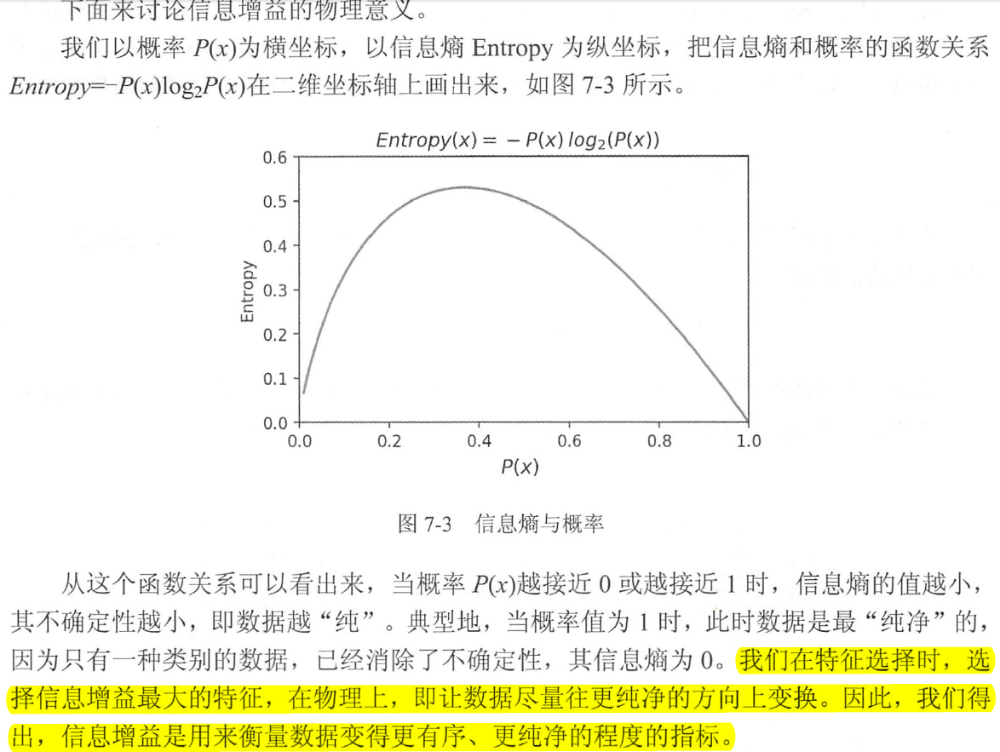 下面来讨论信息增益的物理意义。
我们以概率 P(x)为横坐标，以信息熵 Entropy 为纵坐标，把信息熵和概率的函数关系
Entropy=-P(x)log₂P(x)在二维坐标轴上画出来，如图 7-3 所示。
Entropy(x) = − P(x) log₂(P(x))
0.6
0.5
0.4
0.3
0.2
0.1
0.0
Entropy
0.0 0.2 0.4 0.6 0.8 1.0
P(x)
图 7-3 信息熵与概率
从这个函数关系可以看出来，当概率 P(x)越接近 0 或越接近 1 时，信息熵的值越小，
其不确定性越小，即数据越“纯”。典型地，当概率值为 1 时，此时数据是最“纯净”的，
因为只有一种类别的数据，已经消除了不确定性，其信息熵为 0。我们在特征选择时，选
择信息增益最大的特征，在物理上，即让数据尽量往更纯净的方向上变换。因此，我们得
出，信息增益是用来衡量数据变得更有序、更纯净的程度的指标。